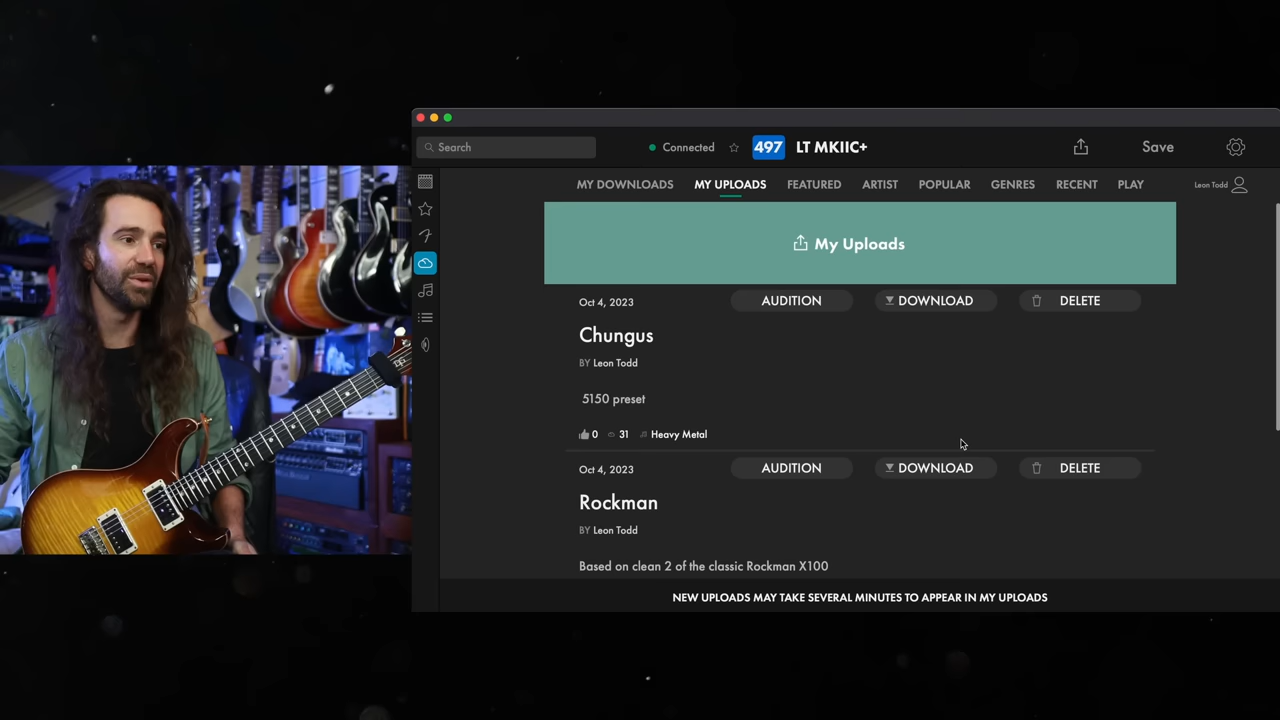 Search
Connected
497
LT MKIIC+
Save
MY DOWNLOADS
MY UPLOADS
FEATURED
ARTIST
POPULAR
GENRES
RECENT
PLAY
Leon Todd
My Uploads
Oct 4, 2023
AUDITION
DOWNLOAD
DELETE
Chungus
BY Leon Todd
5150 preset
0
31
Heavy Metal
Oct 4, 2023
AUDITION
DOWNLOAD
DELETE
Rockman
BY Leon Todd
Based on clean 2 of the classic Rockman X100
NEW UPLOADS MAY TAKE SEVERAL MINUTES TO APPEAR IN MY UPLOADS